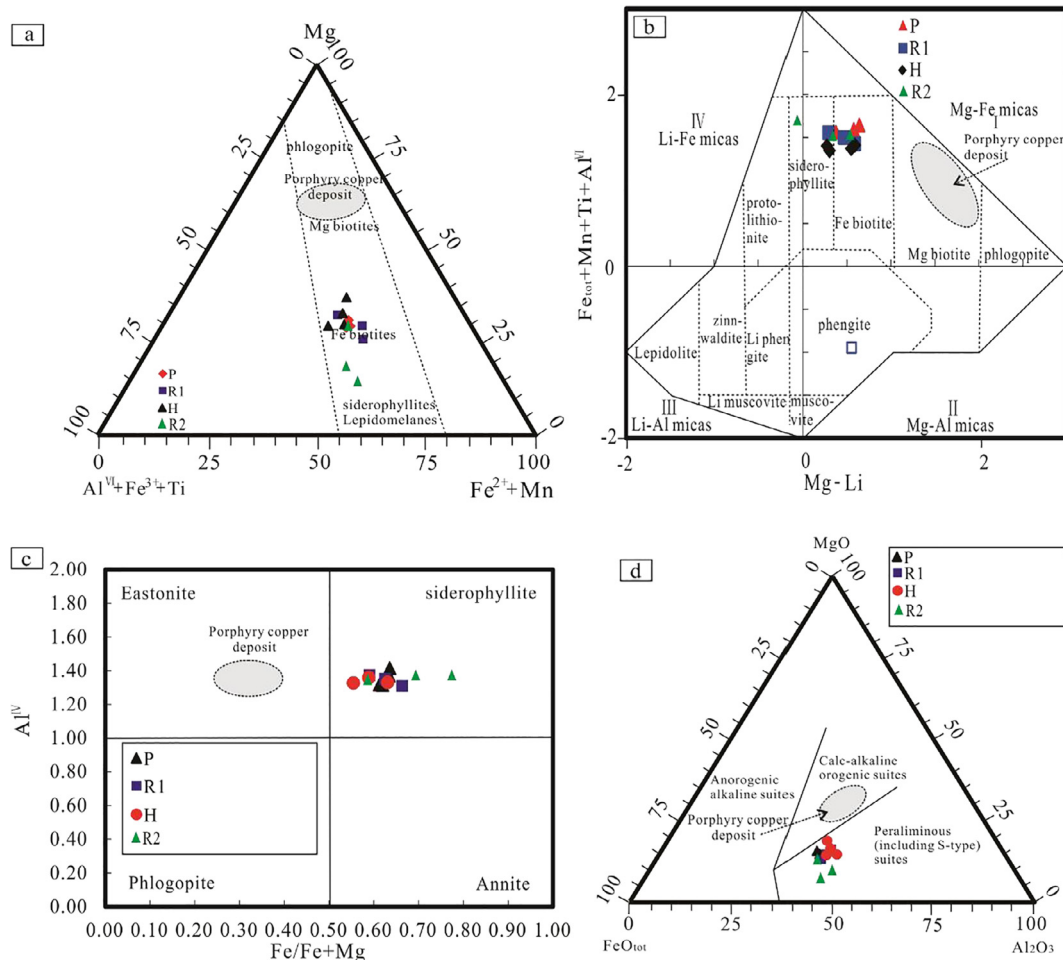 a
Mg
0
100
25
75
50
50
75
25
100
0
phlogopite
Porphyry copper
deposit
Mg biotites
Fe biotites
siderophyllites
Lepidomelanes
P
R1
H
R2
0
25
50
75
100
Al^VI+Fe³⁺+Ti
Fe²⁺+Mn
b
P
R1
H
R2
2
0
-2
Fetot+Mn+Ti+Al^VI
IV
Li-Fe micas
Mg-Fe micas
I
Porphyry copper
deposit
sidero-
phyllite
proto-
lithio-
nite
Fe biotite
Mg biotite
phlogopite
zinn-
waldite
Li phen
gite
phengite
Lepidolite
Li muscovite
musco-
vite
III
Li-Al micas
II
Mg-Al micas
-2
0
2
Mg-Li
c
2.00
1.80
1.60
1.40
1.20
1.00
0.80
0.60
0.40
0.20
0.00
Al^IV
Eastonite
siderophyllite
Porphyry copper
deposit
P
R1
H
R2
Phlogopite
Annite
0.00 0.10 0.20 0.30 0.40 0.50 0.60 0.70 0.80 0.90 1.00
Fe/Fe+Mg
d
MgO
0
100
P
R1
H
R2
25
75
50
50
75
25
100
0
Calc-alkaline
orogenic suites
Anorogenic
alkaline suites
Porphyry copper
deposit
Peraliminous
(including S-type)
suites
0
25
50
75
100
FeOtot
Al₂O₃